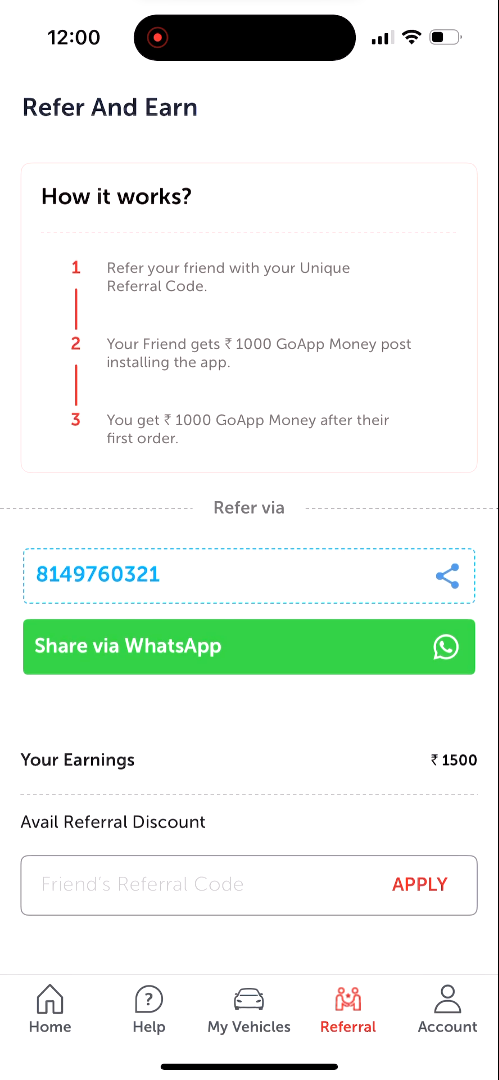 12:00
Refer And Earn
How it works?
1
Refer your friend with your Unique
Referral Code.
2
Your Friend gets ₹ 1000 GoApp Money post
installing the app.
3
You get ₹ 1000 GoApp Money after their
first order.
Refer via
8149760321
Share via WhatsApp
Your Earnings ₹ 1500
Avail Referral Discount
Friend's Referral Code APPLY
Home Help My Vehicles Referral Account